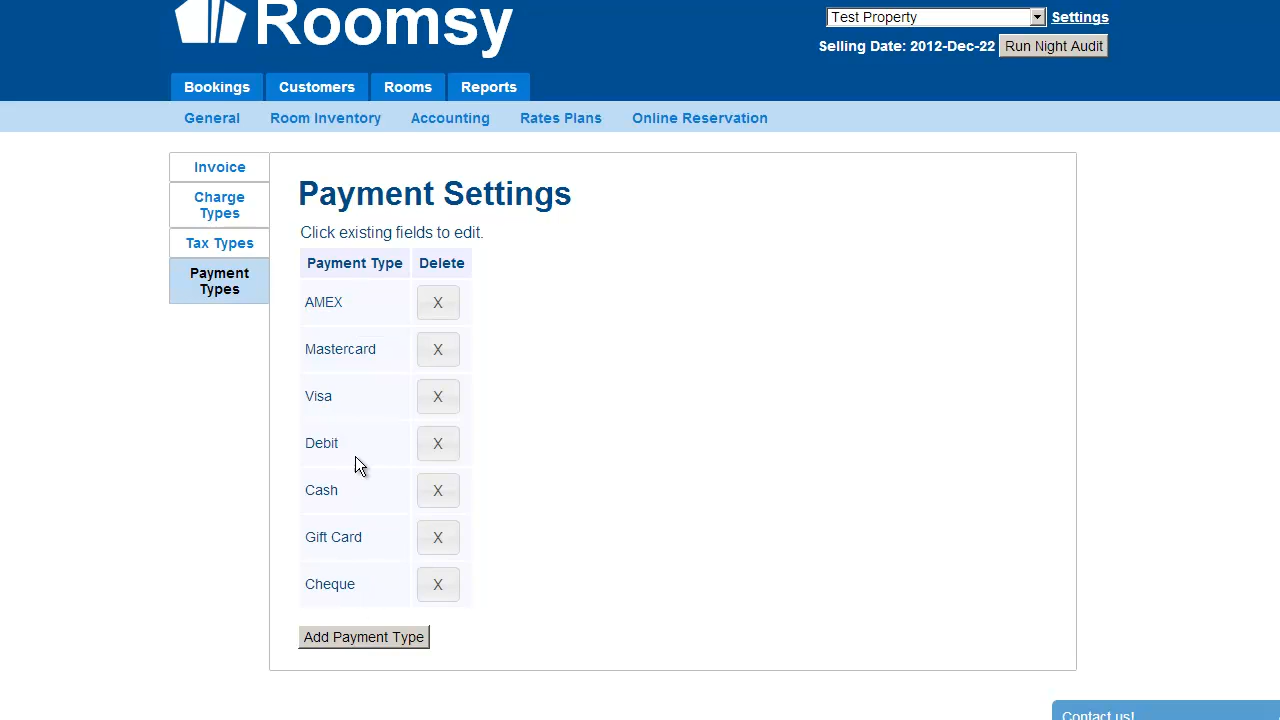 Roomsy
Test Property Settings
Selling Date: 2012-Dec-22 Run Night Audit
Bookings Customers Rooms Reports
General Room Inventory Accounting Rates Plans Online Reservation
Invoice
Charge
Types
Tax Types
Payment
Types
Payment Settings
Click existing fields to edit.
Payment Type Delete
AMEX X
Mastercard X
Visa X
Debit X
Cash X
Gift Card X
Cheque X
Add Payment Type
Contact us!